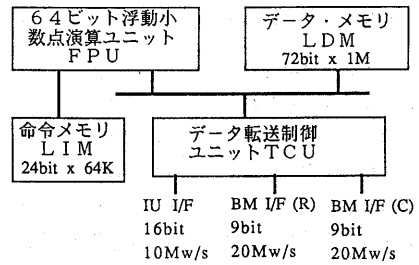 ６４ビット浮動小
数点演算ユニット
ＦＰＵ
データ・メモリ
ＬＤＭ
72bit x 1M
命令メモリ
ＬＩＭ
24bit x 64K
データ転送制御
ユニットＴＣＵ
IU I/F
16bit
10Mw/s
BM I/F (R)
9bit
20Mw/s
BM I/F (C)
9bit
20Mw/s